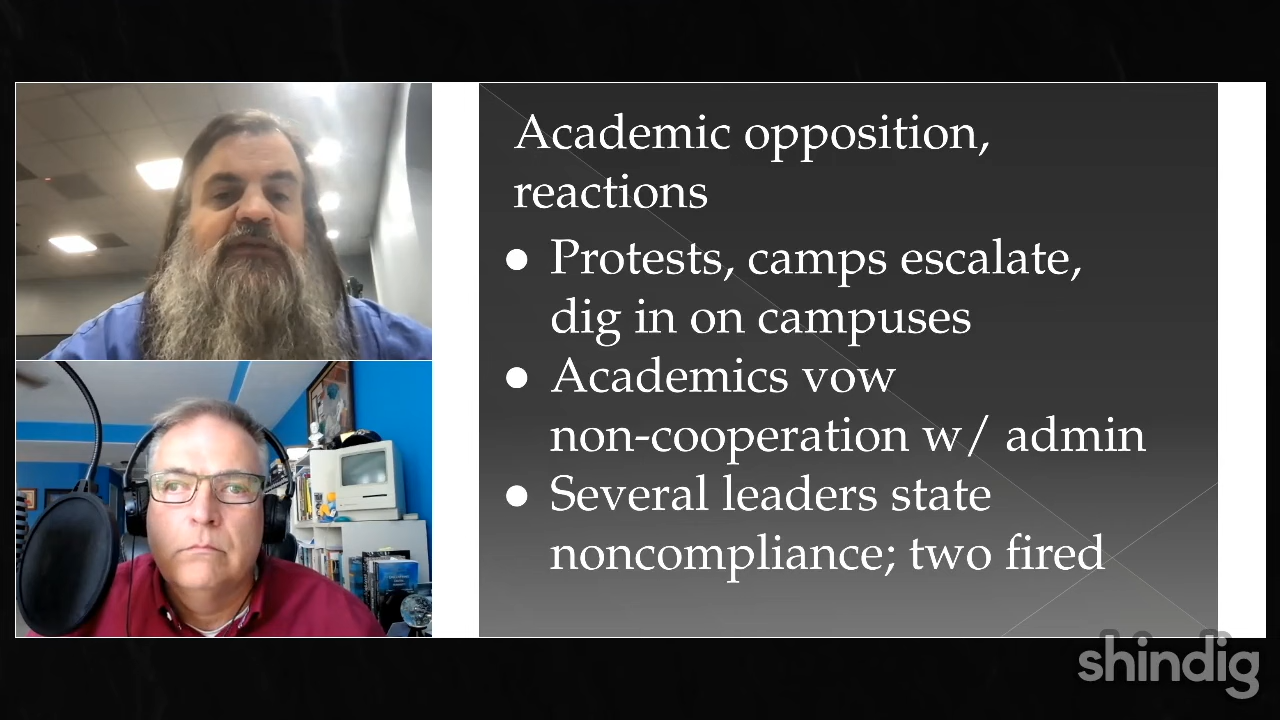 Academic opposition,
reactions
● Protests, camps escalate,
dig in on campuses
● Academics vow
non-cooperation w/ admin
● Several leaders state
noncompliance; two fired
shindig